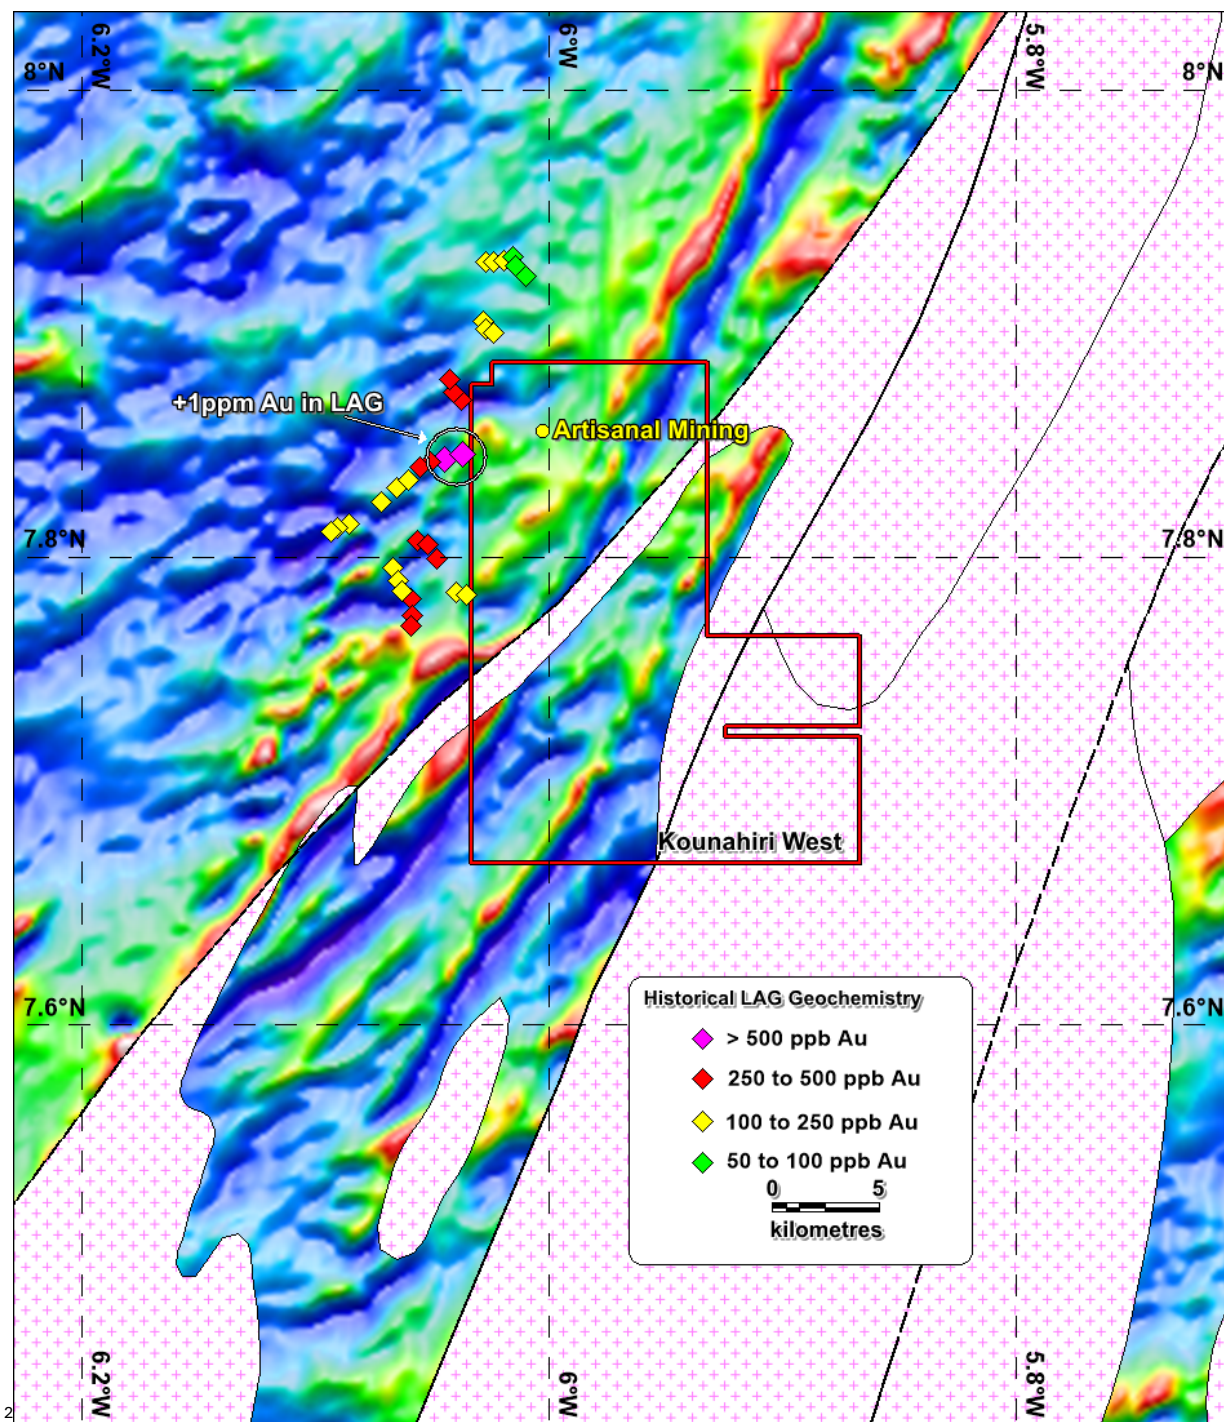 6.2°W
6°W
5.8°W
8°N
8°N
+1ppm Au in LAG
Artisanal Mining
7.8°N
7.8°N
Kounahiri West
7.6°N
7.6°N
Historical LAG Geochemistry
> 500 ppb Au
250 to 500 ppb Au
100 to 250 ppb Au
50 to 100 ppb Au
0 5
kilometres
6.2°W
6°W
5.8°W
2